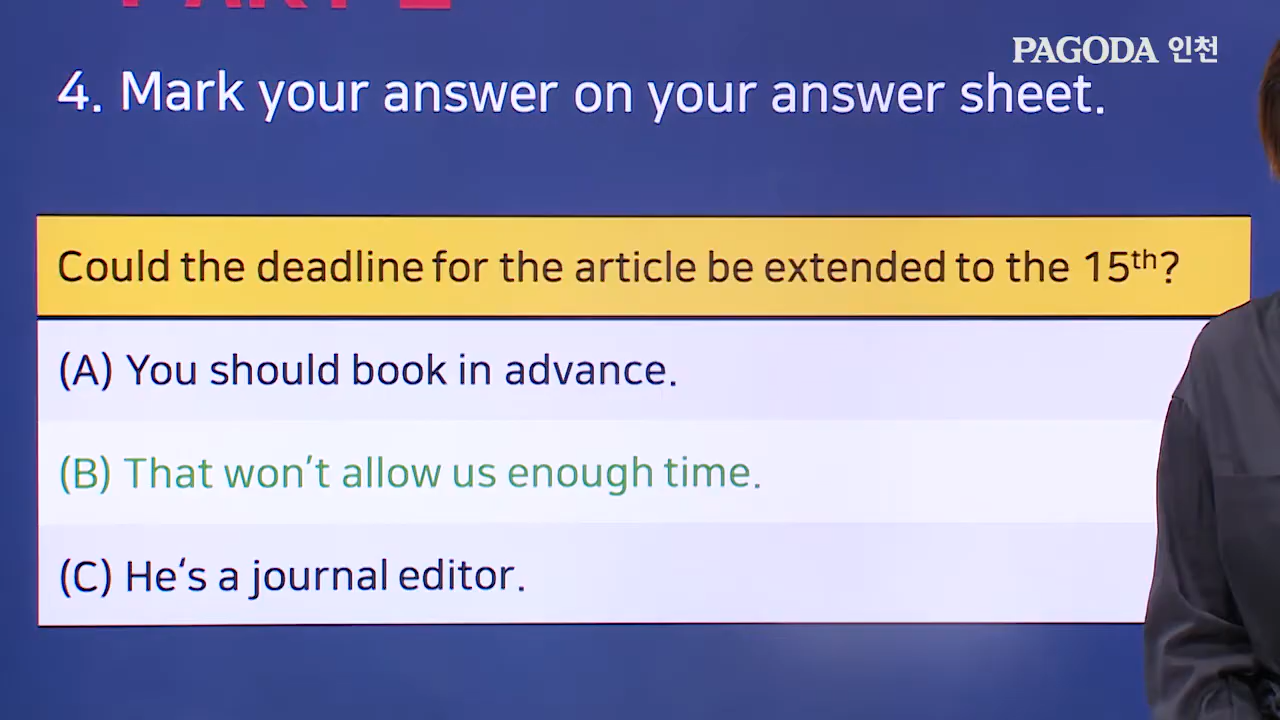 PAGODA 인천
4. Mark your answer on your answer sheet.
Could the deadline for the article be extended to the 15th?
(A) You should book in advance.
(B) That won't allow us enough time.
(C) He's a journal editor.